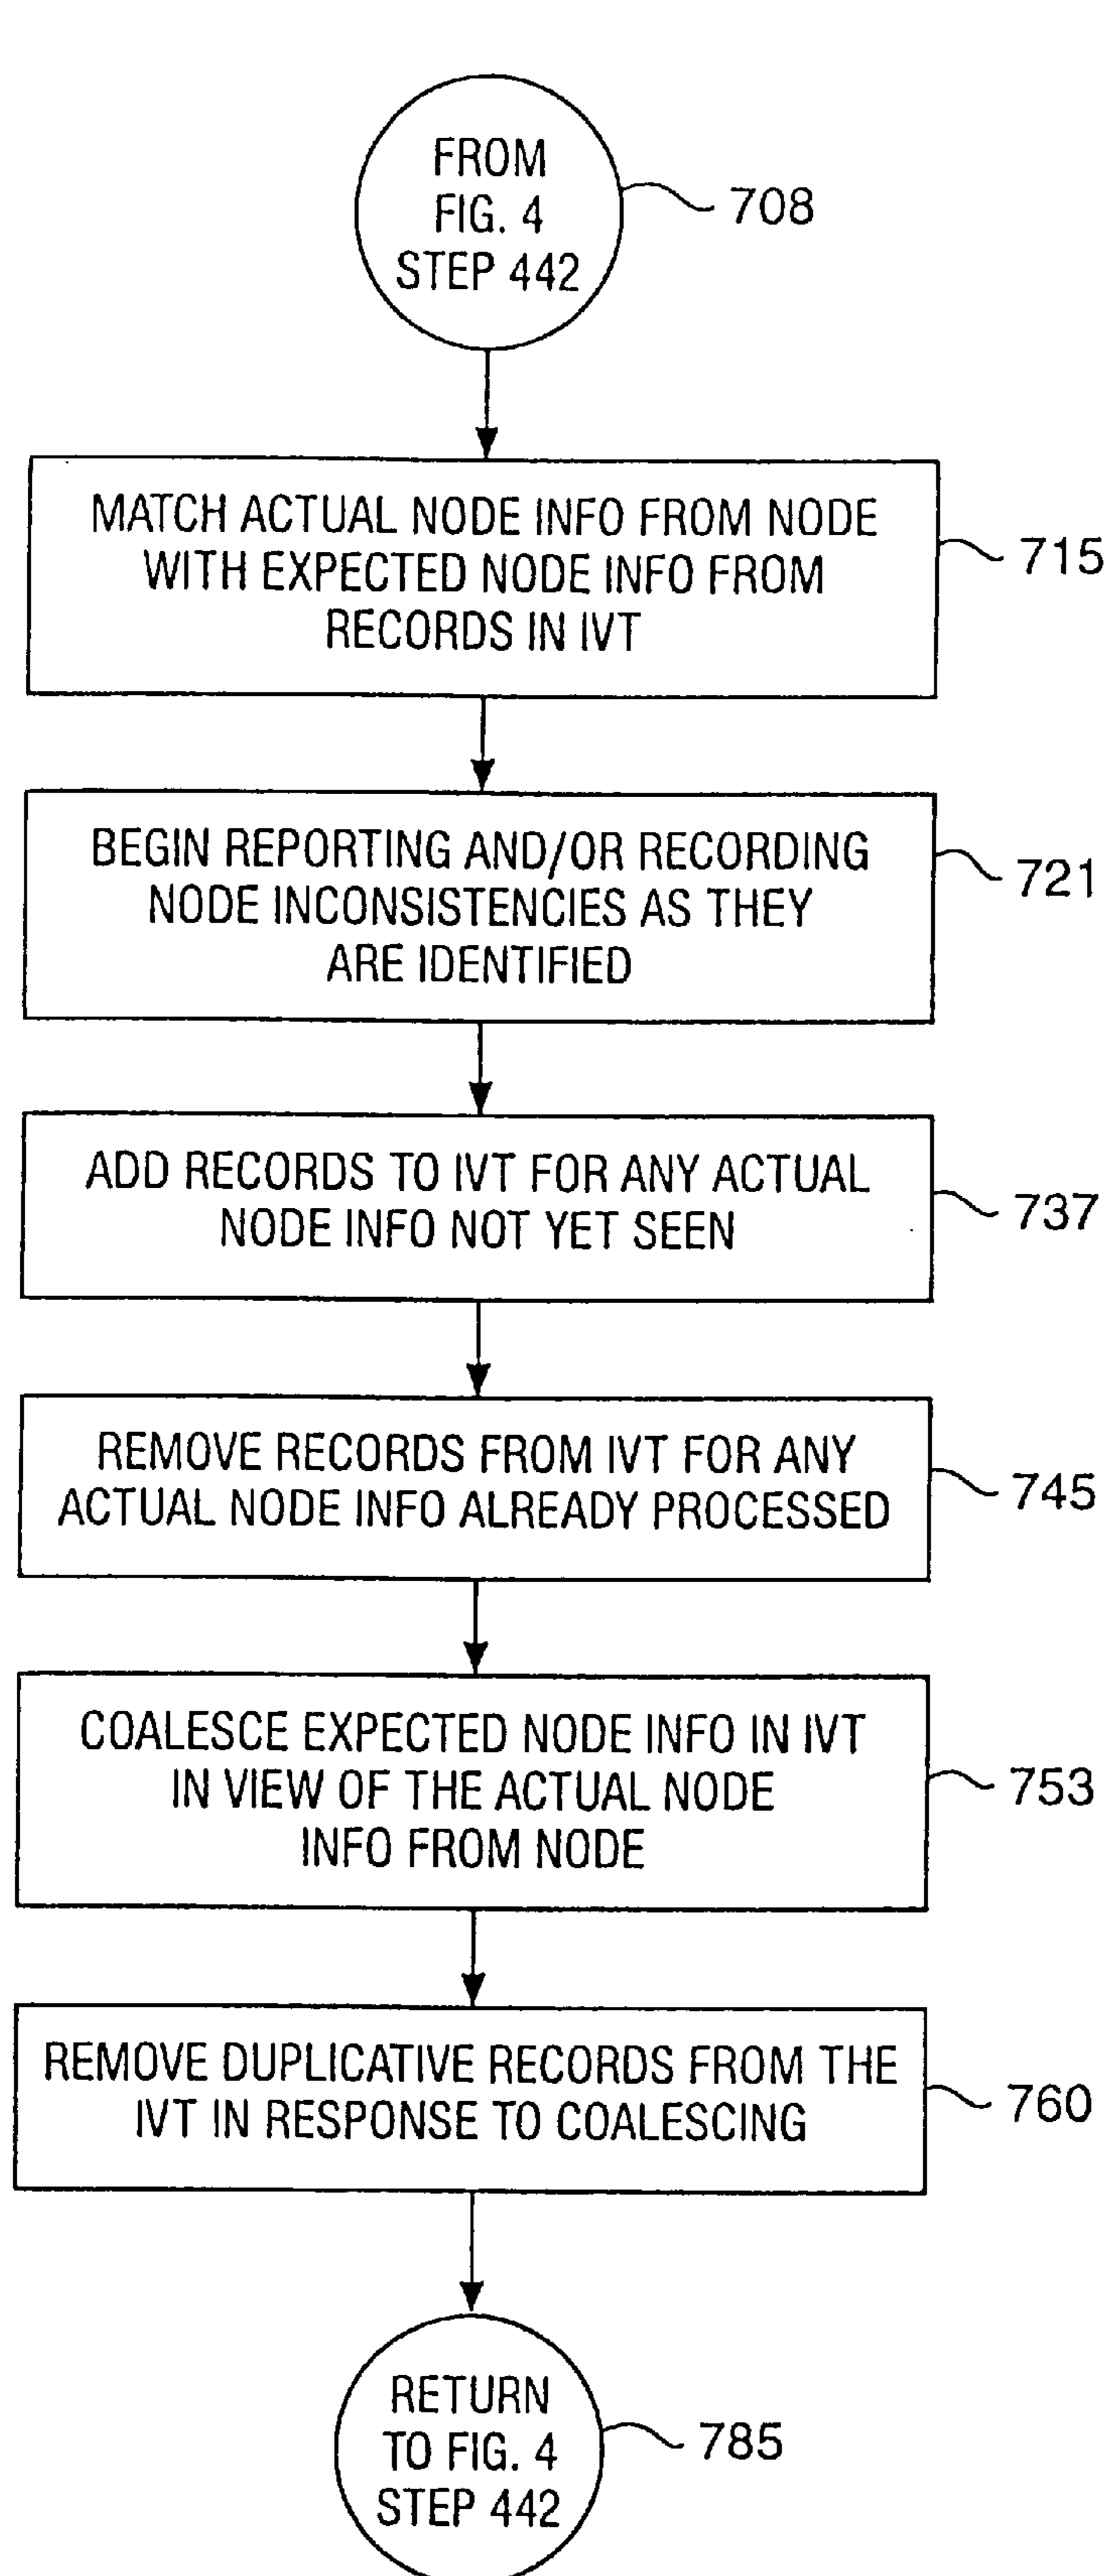 FROM
FIG. 4
STEP 442
708
MATCH ACTUAL NODE INFO FROM NODE
WITH EXPECTED NODE INFO FROM
RECORDS IN IVT
715
BEGIN REPORTING AND/OR RECORDING
NODE INCONSISTENCIES AS THEY
ARE IDENTIFIED
721
ADD RECORDS TO IVT FOR ANY ACTUAL
NODE INFO NOT YET SEEN
737
REMOVE RECORDS FROM IVT FOR ANY
ACTUAL NODE INFO ALREADY PROCESSED
745
COALESCE EXPECTED NODE INFO IN IVT
IN VIEW OF THE ACTUAL NODE
INFO FROM NODE
753
REMOVE DUPLICATIVE RECORDS FROM THE
IVT IN RESPONSE TO COALESCING
760
RETURN
TO FIG. 4
STEP 442
785